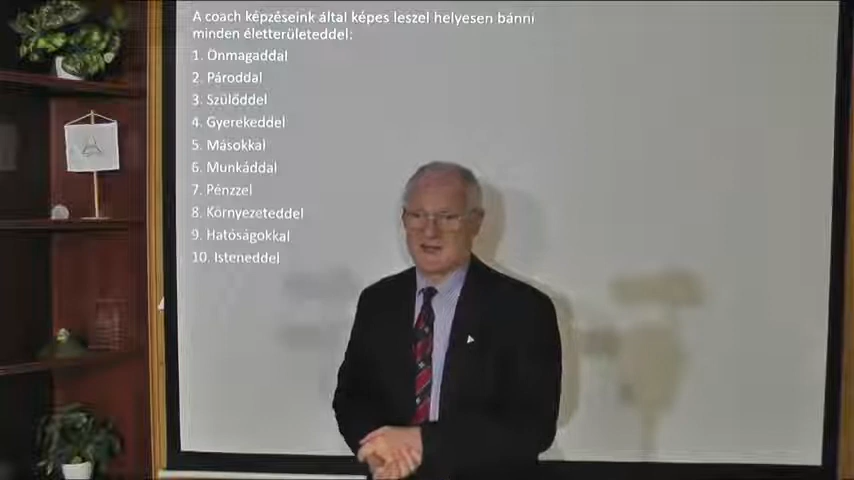 A coach képzéseink által képes leszel helyesen bánni
minden életterületeddel:
1. Önmagaddal
2. Pároddal
3. Szülőddel
4. Gyerekeddel
5. Másokkal
6. Munkáddal
7. Pénzzel
8. Környezeteddel
9. Hatóságokkal
10. Isteneddel